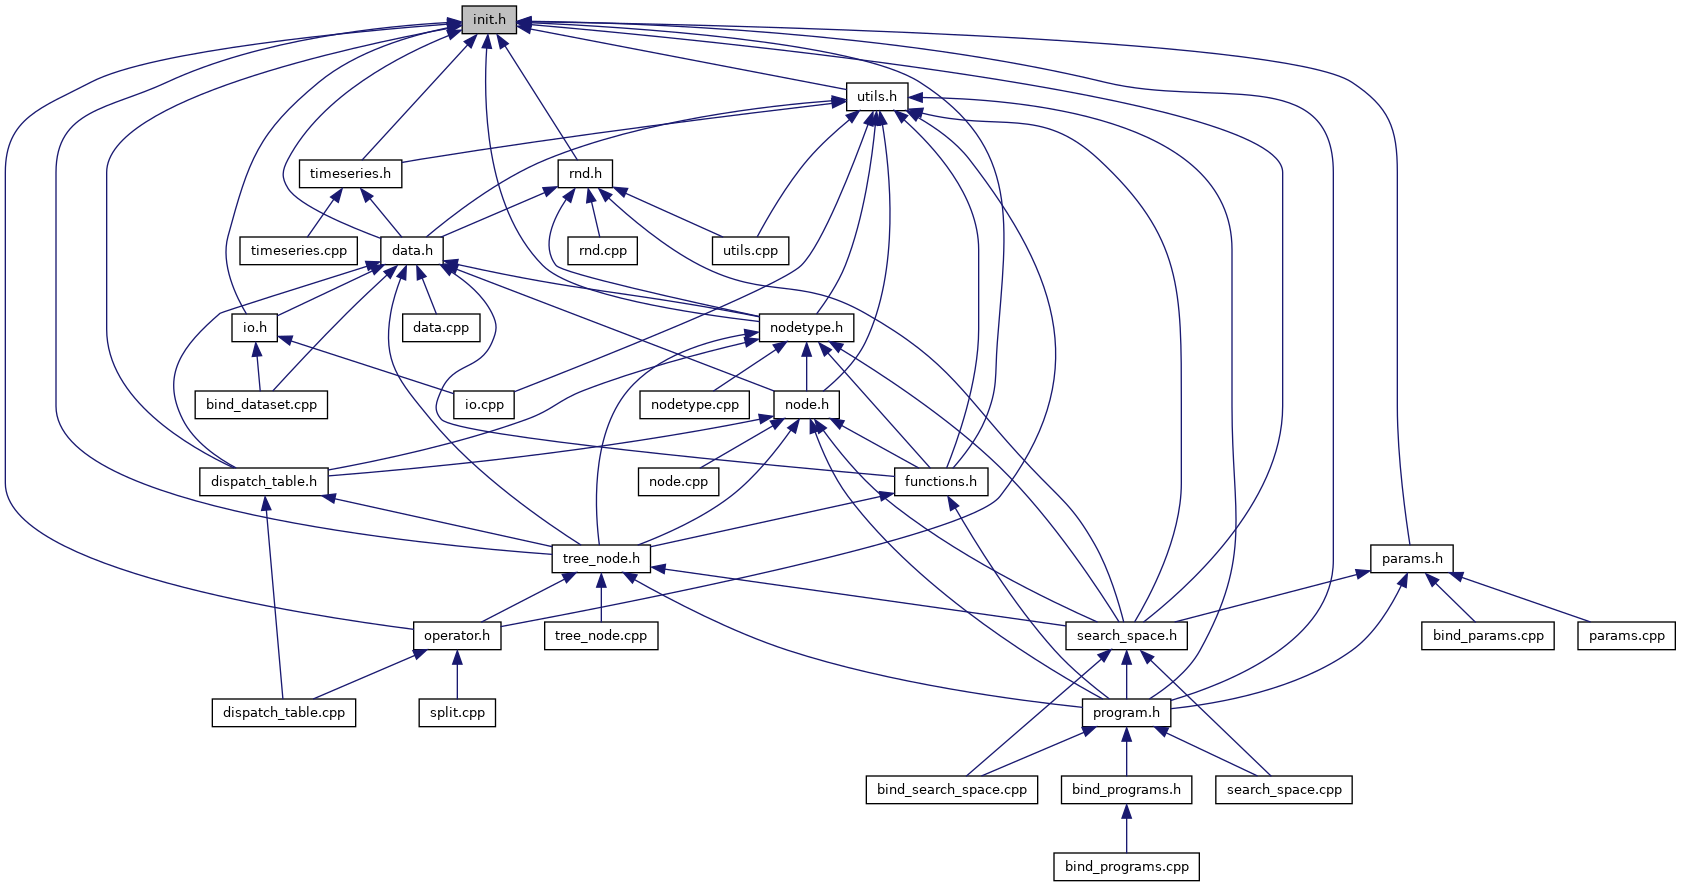 init.h
utils.h
timeseries.h
rnd.h
timeseries.cpp
data.h
rnd.cpp
utils.cpp
io.h
data.cpp
nodetype.h
bind_dataset.cpp
io.cpp
nodetype.cpp
node.h
dispatch_table.h
node.cpp
functions.h
tree_node.h
params.h
operator.h
tree_node.cpp
search_space.h
bind_params.cpp
params.cpp
dispatch_table.cpp
split.cpp
program.h
bind_search_space.cpp
bind_programs.h
search_space.cpp
bind_programs.cpp